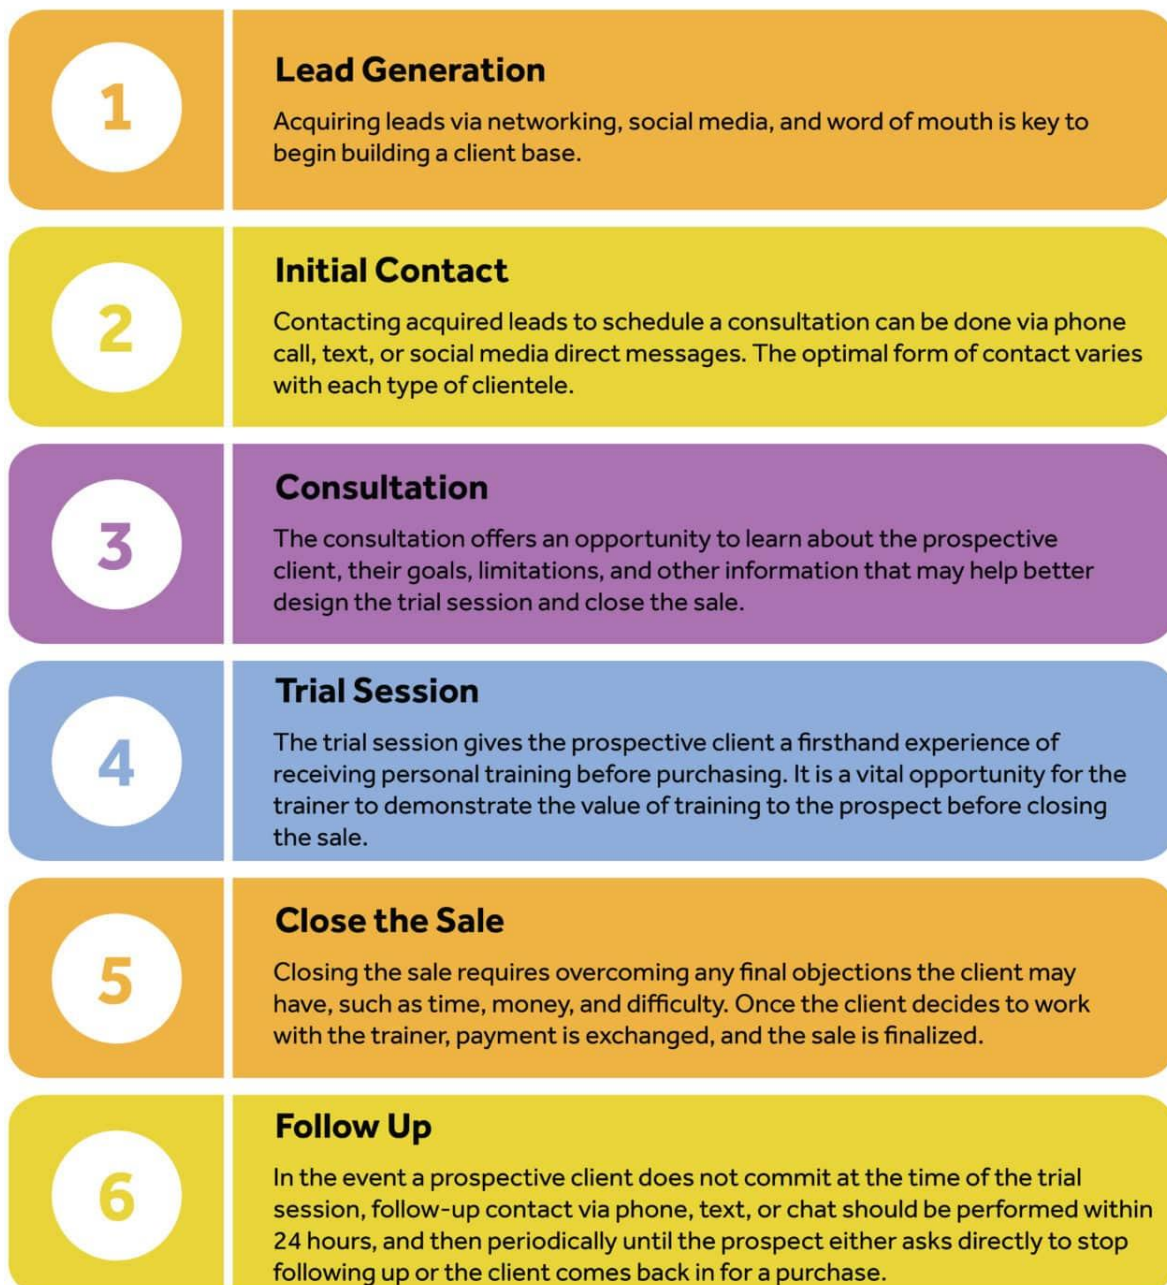 1
Lead Generation
Acquiring leads via networking, social media, and word of mouth is key to
begin building a client base.
2
Initial Contact
Contacting acquired leads to schedule a consultation can be done via phone
call, text, or social media direct messages. The optimal form of contact varies
with each type of clientele.
3
Consultation
The consultation offers an opportunity to learn about the prospective
client, their goals, limitations, and other information that may help better
design the trial session and close the sale.
4
Trial Session
The trial session gives the prospective client a firsthand experience of
receiving personal training before purchasing. It is a vital opportunity for the
trainer to demonstrate the value of training to the prospect before closing
the sale.
5
Close the Sale
Closing the sale requires overcoming any final objections the client may
have, such as time, money, and difficulty. Once the client decides to work
with the trainer, payment is exchanged, and the sale is finalized.
6
Follow Up
In the event a prospective client does not commit at the time of the trial
session, follow-up contact via phone, text, or chat should be performed within
24 hours, and then periodically until the prospect either asks directly to stop
following up or the client comes back in for a purchase.